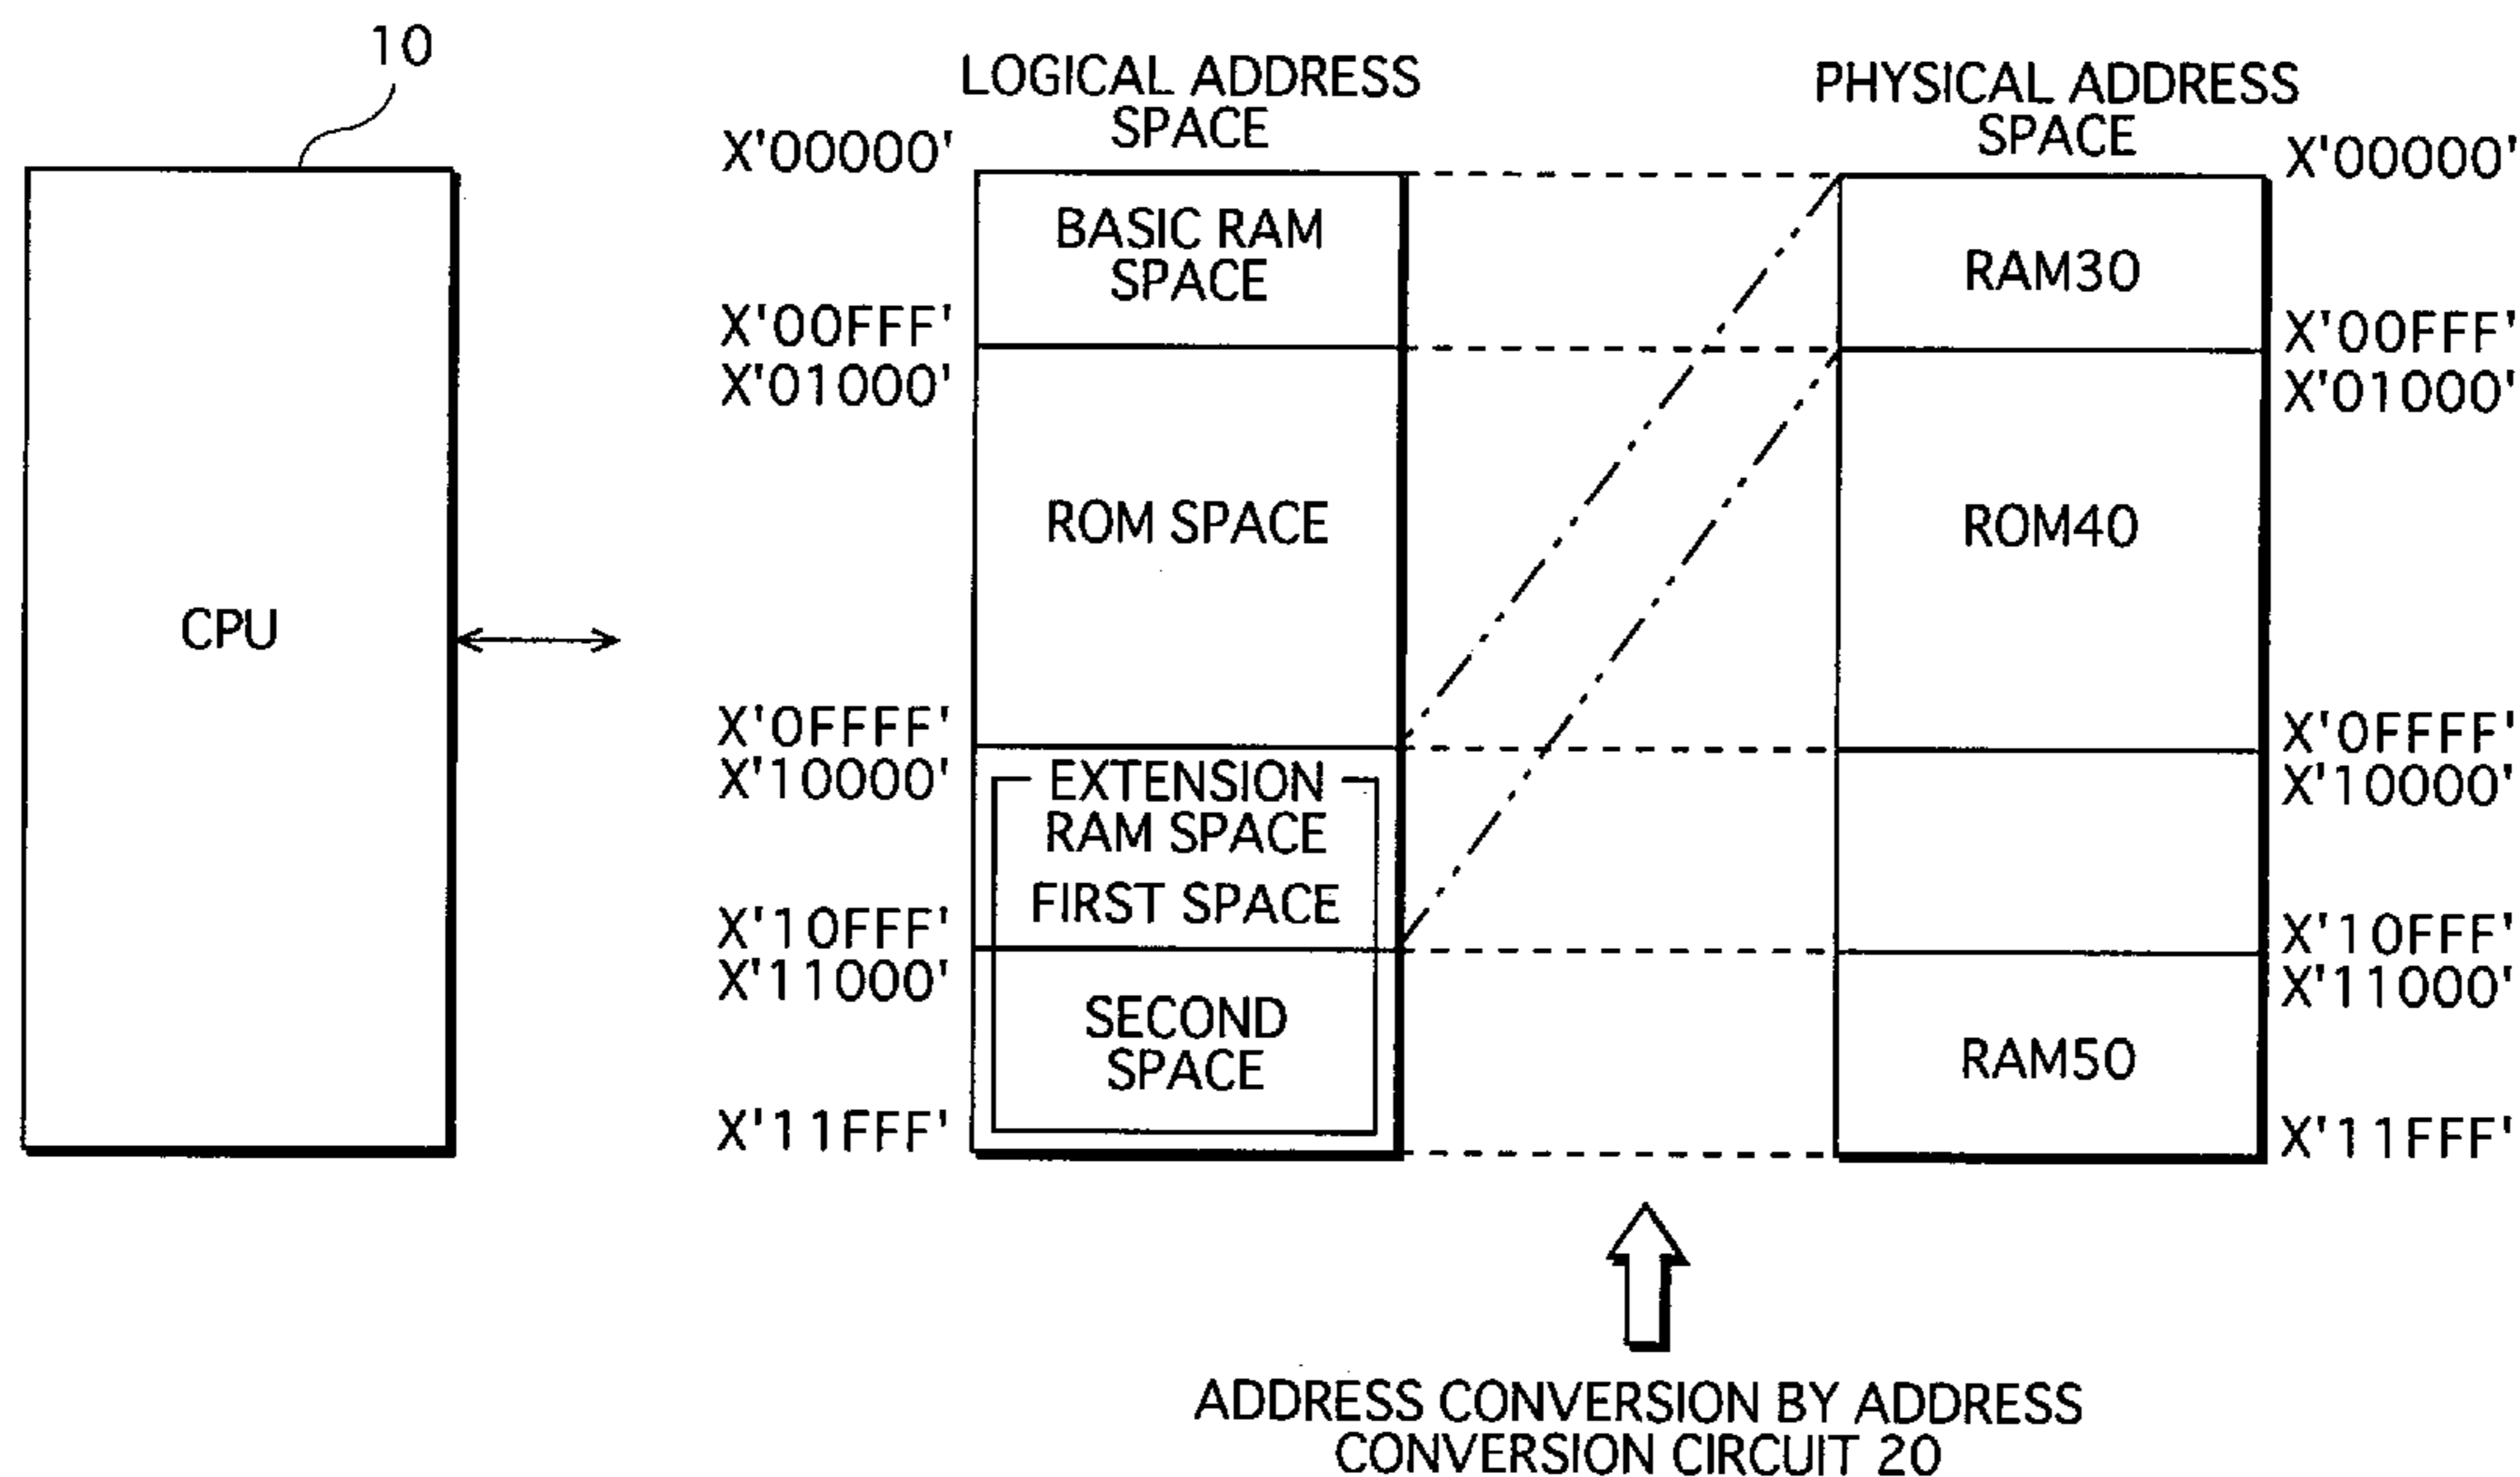 10
CPU
LOGICAL ADDRESS
SPACE
X'00000'
BASIC RAM
SPACE
X'00FFF'
X'01000'
ROM SPACE
X'0FFFF'
X'10000'
EXTENSION
RAM SPACE
FIRST SPACE
X'10FFF'
X'11000'
SECOND
SPACE
X'11FFF'
PHYSICAL ADDRESS
SPACE
X'00000'
RAM30
X'00FFF'
X'01000'
ROM40
X'0FFFF'
X'10000'
X'10FFF'
X'11000'
RAM50
X'11FFF'
ADDRESS CONVERSION BY ADDRESS
CONVERSION CIRCUIT 20